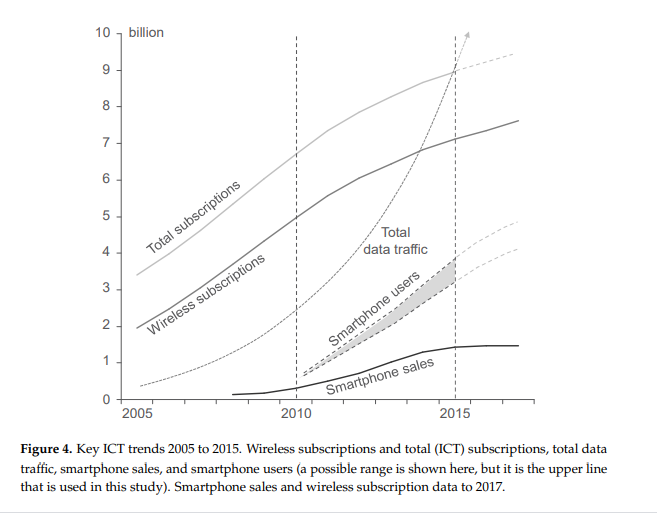 10 billion
9
8
7
6
5
4
3
2
1
0
Total subscriptions
Wireless subscriptions
Total
data traffic
Smartphone users
Smartphone sales
2005 2010 2015
Figure 4. Key ICT trends 2005 to 2015. Wireless subscriptions and total (ICT) subscriptions, total data
traffic, smartphone sales, and smartphone users (a possible range is shown here, but it is the upper line
that is used in this study). Smartphone sales and wireless subscription data to 2017.